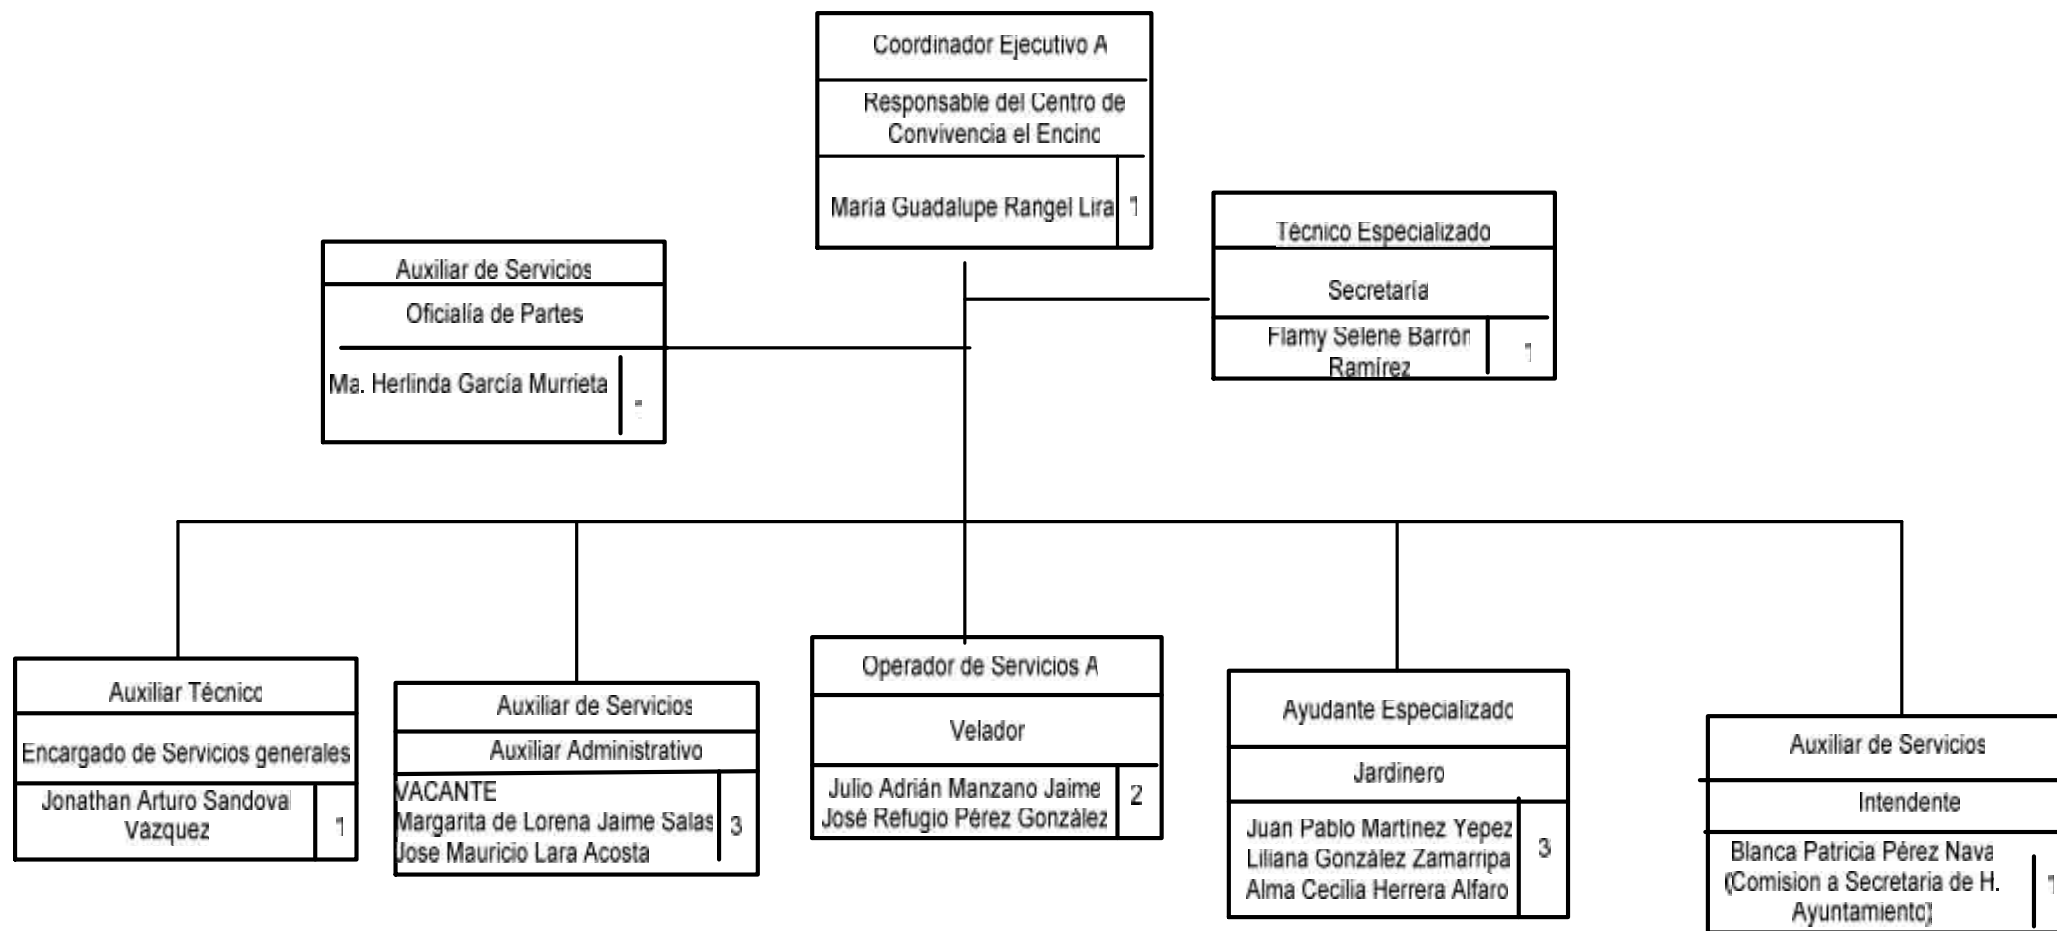 Coordinador Ejecutivo A
Responsable del Centro de
Convivencia el Encino
Maria Guadalupe Rangel Lira 1
Técnico Especializado
Secretaría
Flamy Selene Barrón
Ramírez
1
Auxiliar de Servicios
Oficialía de Partes
Ma. Herlinda García Murrieta
Auxiliar Técnico
Encargado de Servicios generales
Jonathan Arturo Sandoval
Vázquez
1
Auxiliar de Servicios
Auxiliar Administrativo
VACANTE
Margarita de Lorena Jaime Salas 3
Jose Mauricio Lara Acosta
Operador de Servicios A
Velador
Julio Adrián Manzano Jaime 2
José Refugio Pérez González
Ayudante Especializado
Jardinero
Juan Pablo Martínez Yepez
Liliana González Zamarripa 3
Alma Cecilia Herrera Alfaro
Auxiliar de Servicios
Intendente
Blanca Patricia Pérez Nava
(Comision a Secretaria de H. 1
Ayuntamiento)